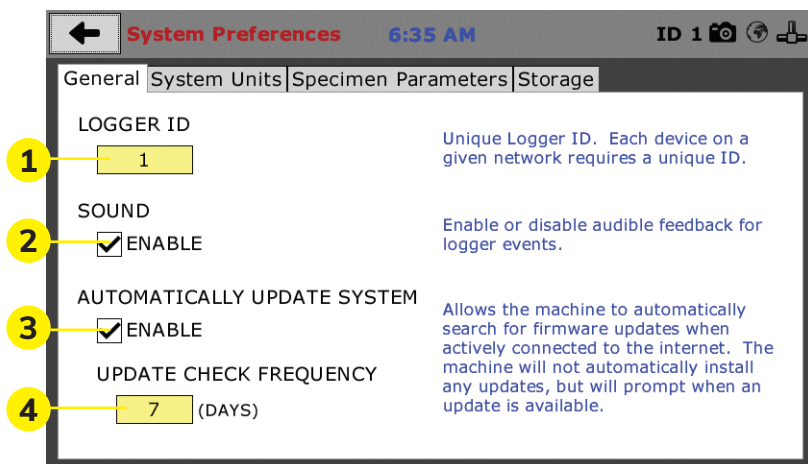 System Preferences 6:35 AM ID 1
General System Units Specimen Parameters Storage
LOGGER ID
1
1
Unique Logger ID. Each device on a
given network requires a unique ID.
SOUND
2
ENABLE
Enable or disable audible feedback for
logger events.
AUTOMATICALLY UPDATE SYSTEM
3
ENABLE
Allows the machine to automatically
search for firmware updates when
actively connected to the internet. The
machine will not automatically install
any updates, but will prompt when an
update is available.
UPDATE CHECK FREQUENCY
4
7 (DAYS)